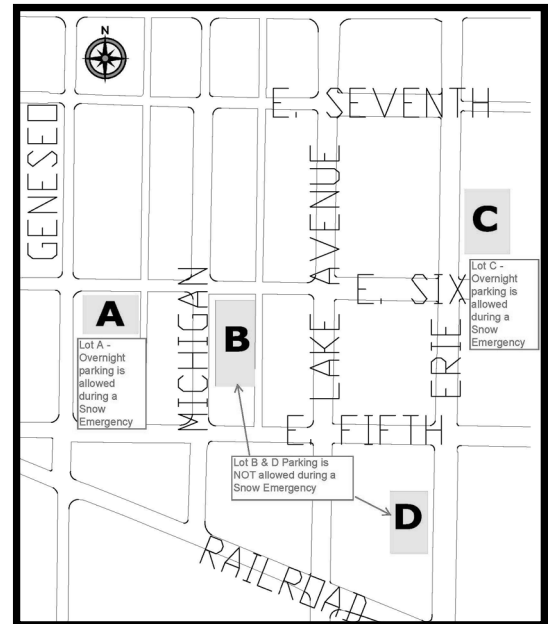 N
E. SEVENTH
GENESEO
LAKE AVENUE
C
E. SIX
Lot C -
Overnight
parking is
allowed
during a
Snow
Emergency
MICHIGAN
A
B
ERIE
Lot A -
Overnight
parking is
allowed
during a
Snow
Emergency
E. FIFTH
Lot B & D Parking is
NOT allowed during a
Snow Emergency
D
RAILROAD